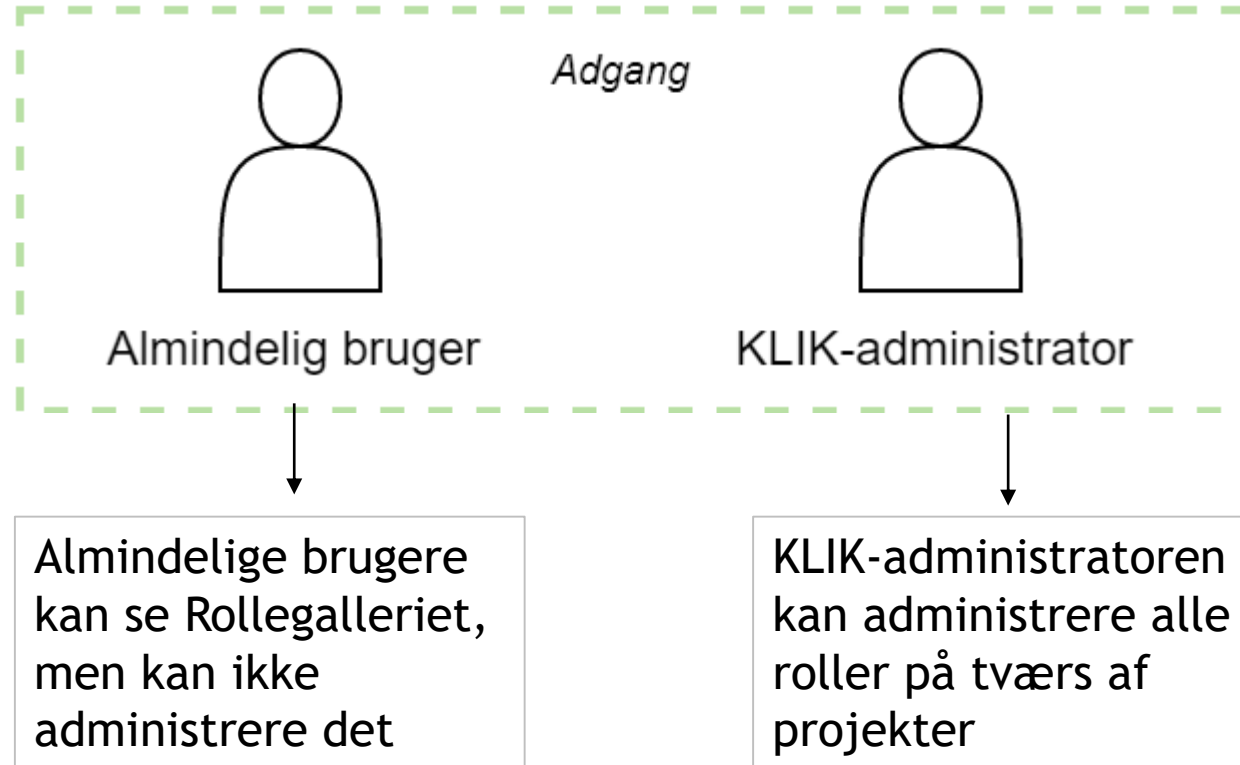 Adgang
Almindelig bruger
KLIK-administrator
Almindelige brugere
kan se Rollegalleriet,
men kan ikke
administrere det
KLIK-administratoren
kan administrere alle
roller på tværs af
projekter